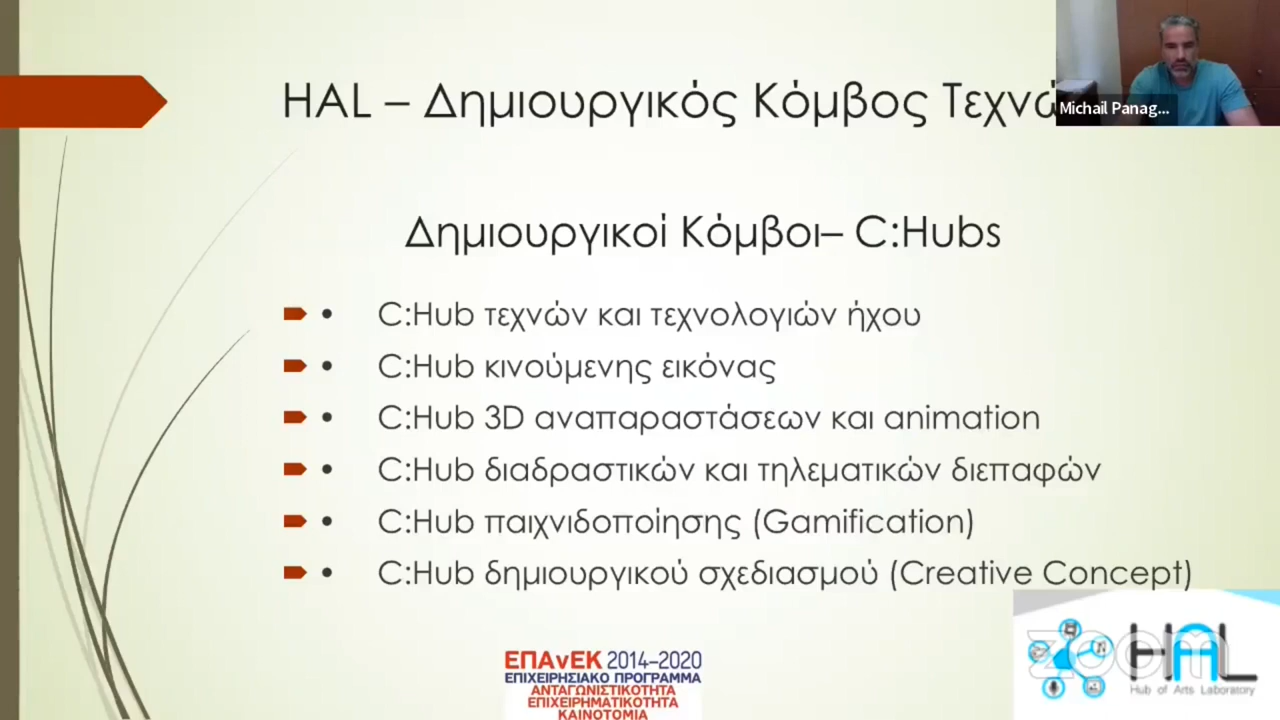 HAL – Δημιουργικός Κόμβος Τεχνώ
Michail Panag...
Δημιουργικοί Κόμβοι– C:Hubs
• C:Hub τεχνών και τεχνολογιών ήχου
• C:Hub κινούμενης εικόνας
• C:Hub 3D αναπαραστάσεων και animation
• C:Hub διαδραστικών και τηλεματικών διεπαφών
• C:Hub παιχνιδοποίησης (Gamification)
• C:Hub δημιουργικού σχεδιασμού (Creative Concept)
ΕΠΑνΕΚ 2014–2020
ΕΠΙΧΕΙΡΗΣΙΑΚΟ ΠΡΟΓΡΑΜΜΑ
ΑΝΤΑΓΩΝΙΣΤΙΚΟΤΗΤΑ
ΕΠΙΧΕΙΡΗΜΑΤΙΚΟΤΗΤΑ
ΚΑΙΝΟΤΟΜΙΑ
HAL
zoom
Hub of Arts Laboratory